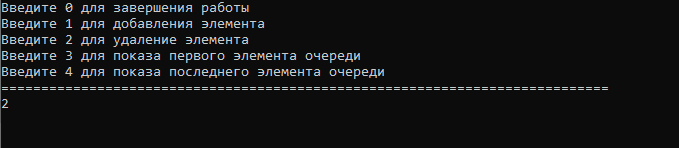 Введите 0 для завершения работы
Введите 1 для добавления элемента
Введите 2 для удаление элемента
Введите 3 для показа первого элемента очереди
Введите 4 для показа последнего элемента очереди
============================================================================
2